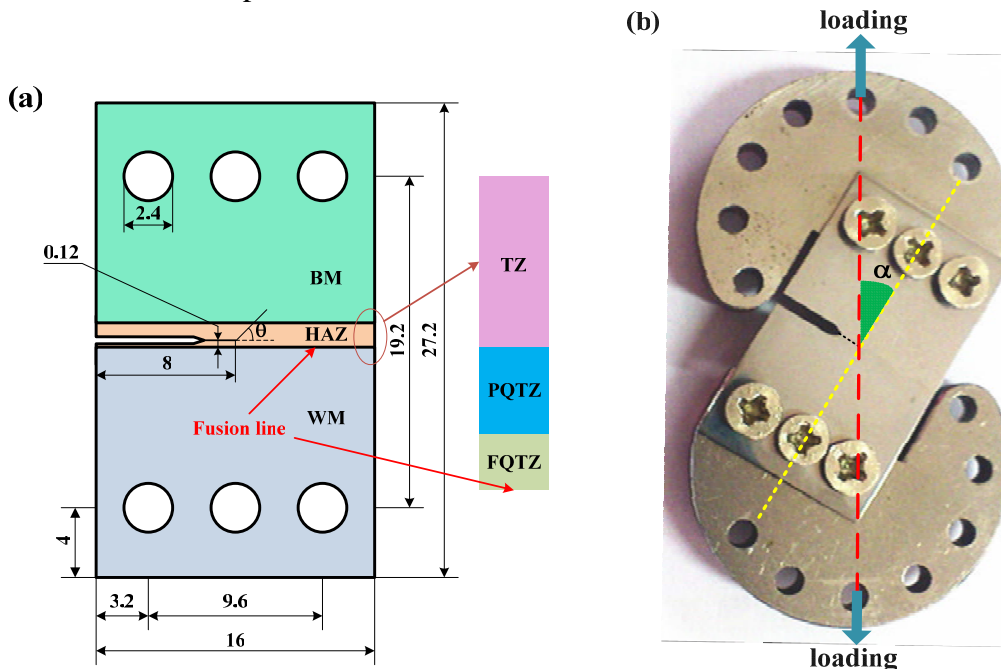 (a)
2.4
0.12
BM
TZ
θ
HAZ
19.2
27.2
8
PQTZ
WM
Fusion line
FQTZ
4
3.2
9.6
16
(b)
loading
α
loading